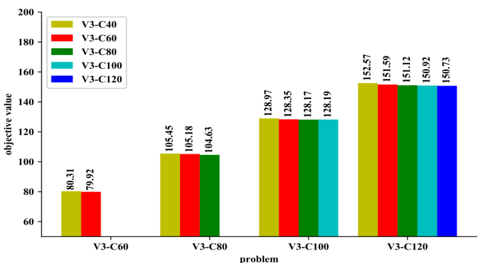 200
180
160
140
120
100
80
60
objective value
V3-C40
V3-C60
V3-C80
V3-C100
V3-C120
80.31
79.92
105.45
105.18
104.63
128.97
128.35
128.17
128.19
152.57
151.59
151.12
150.92
150.73
V3-C60 V3-C80 V3-C100 V3-C120
problem